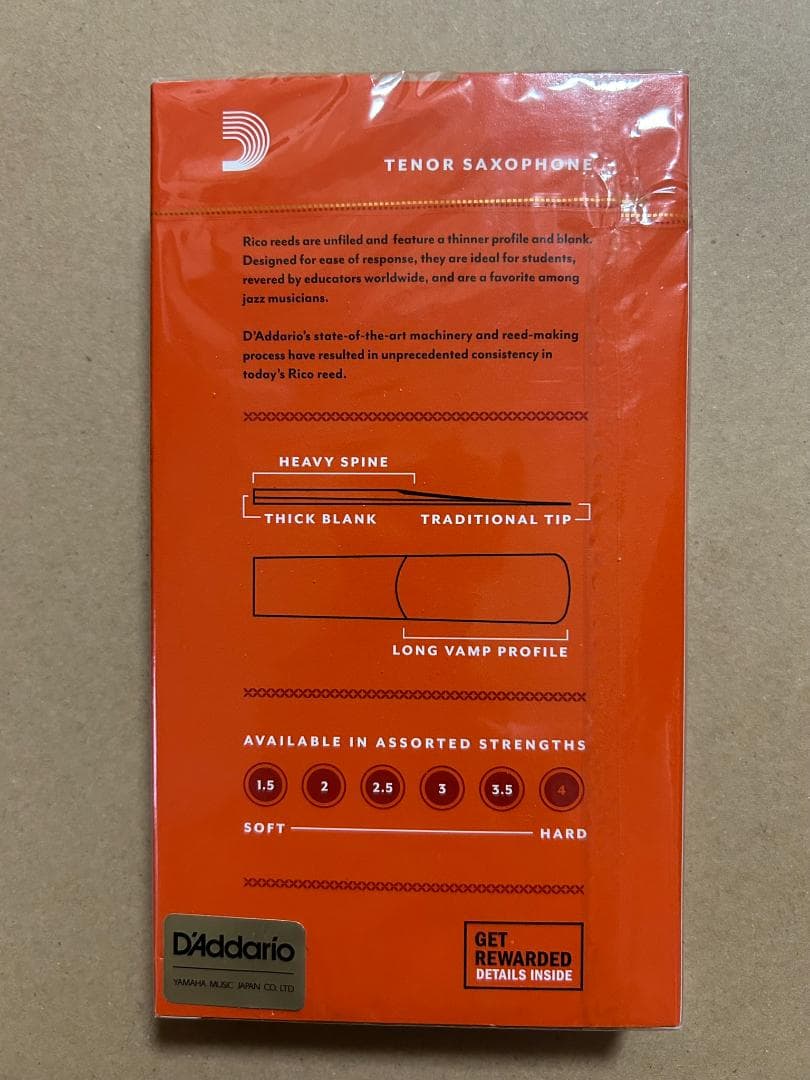 TENOR SAXOPHONE
Rico reeds are unfiled and feature a thinner profile and blank.
Designed for ease of response, they are ideal for students,
revered by educators worldwide, and are a favorite among
jazz musicians.
D'Addario's state-of-the-art machinery and reed-making
process have resulted in unprecedented consistency in
today's Rico reed.
HEAVY SPINE
THICK BLANK TRADITIONAL TIP
LONG VAMP PROFILE
AVAILABLE IN ASSORTED STRENGTHS
1.5 2 2.5 3 3.5 4
SOFT HARD
D'Addario
YAMAHA MUSIC JAPAN CO. LTD
GET
REWARDED
DETAILS INSIDE